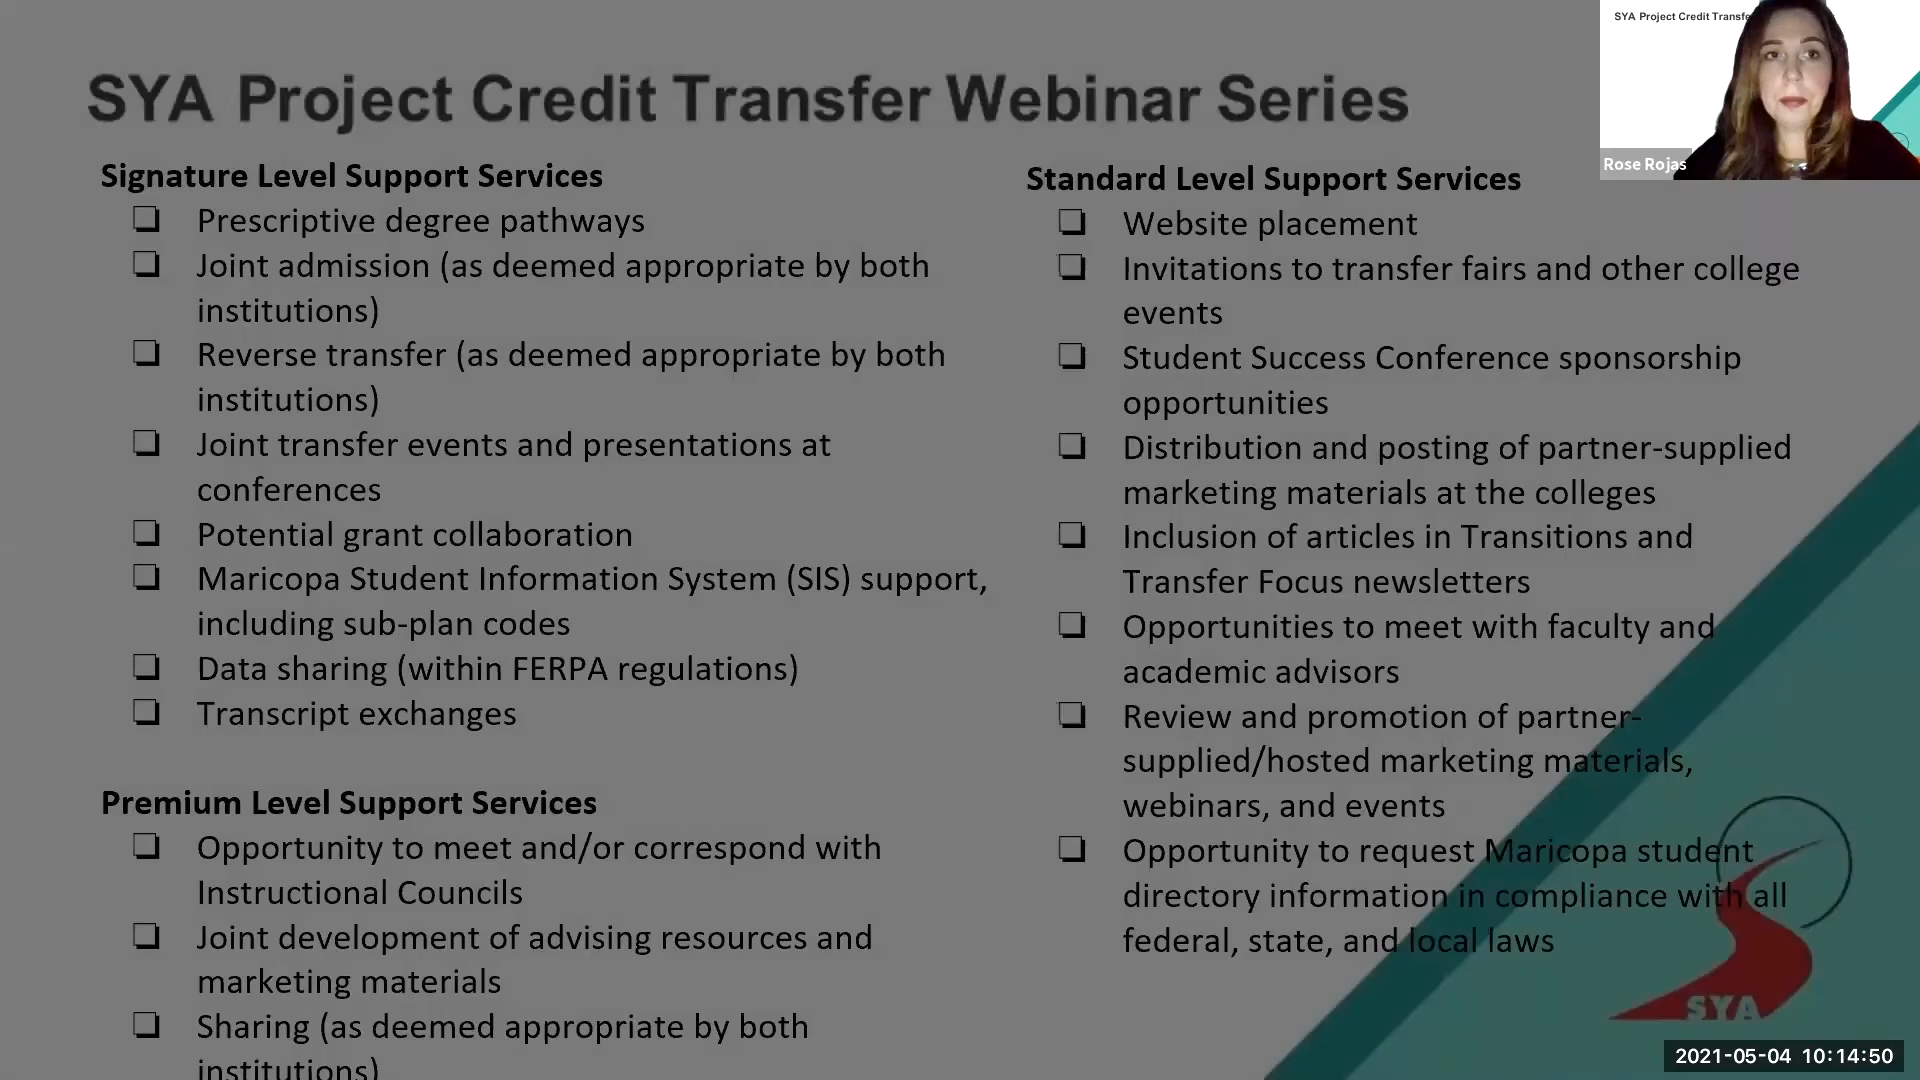 SYA Project Credit Transfer Webinar Series
Signature Level Support Services
❏ Prescriptive degree pathways
❏ Joint admission (as deemed appropriate by both
institutions)
❏ Reverse transfer (as deemed appropriate by both
institutions)
❏ Joint transfer events and presentations at
conferences
❏ Potential grant collaboration
❏ Maricopa Student Information System (SIS) support,
including sub-plan codes
❏ Data sharing (within FERPA regulations)
❏ Transcript exchanges
Premium Level Support Services
❏ Opportunity to meet and/or correspond with
Instructional Councils
❏ Joint development of advising resources and
marketing materials
❏ Sharing (as deemed appropriate by both
institutions)
Standard Level Support Services
❏ Website placement
❏ Invitations to transfer fairs and other college
events
❏ Student Success Conference sponsorship
opportunities
❏ Distribution and posting of partner-supplied
marketing materials at the colleges
❏ Inclusion of articles in Transitions and
Transfer Focus newsletters
❏ Opportunities to meet with faculty and
academic advisors
❏ Review and promotion of partner-
supplied/hosted marketing materials,
webinars, and events
❏ Opportunity to request Maricopa student
directory information in compliance with all
federal, state, and local laws
SYA Project Credit
Rose Rojas
SYA
2021-05-04 10:14:50